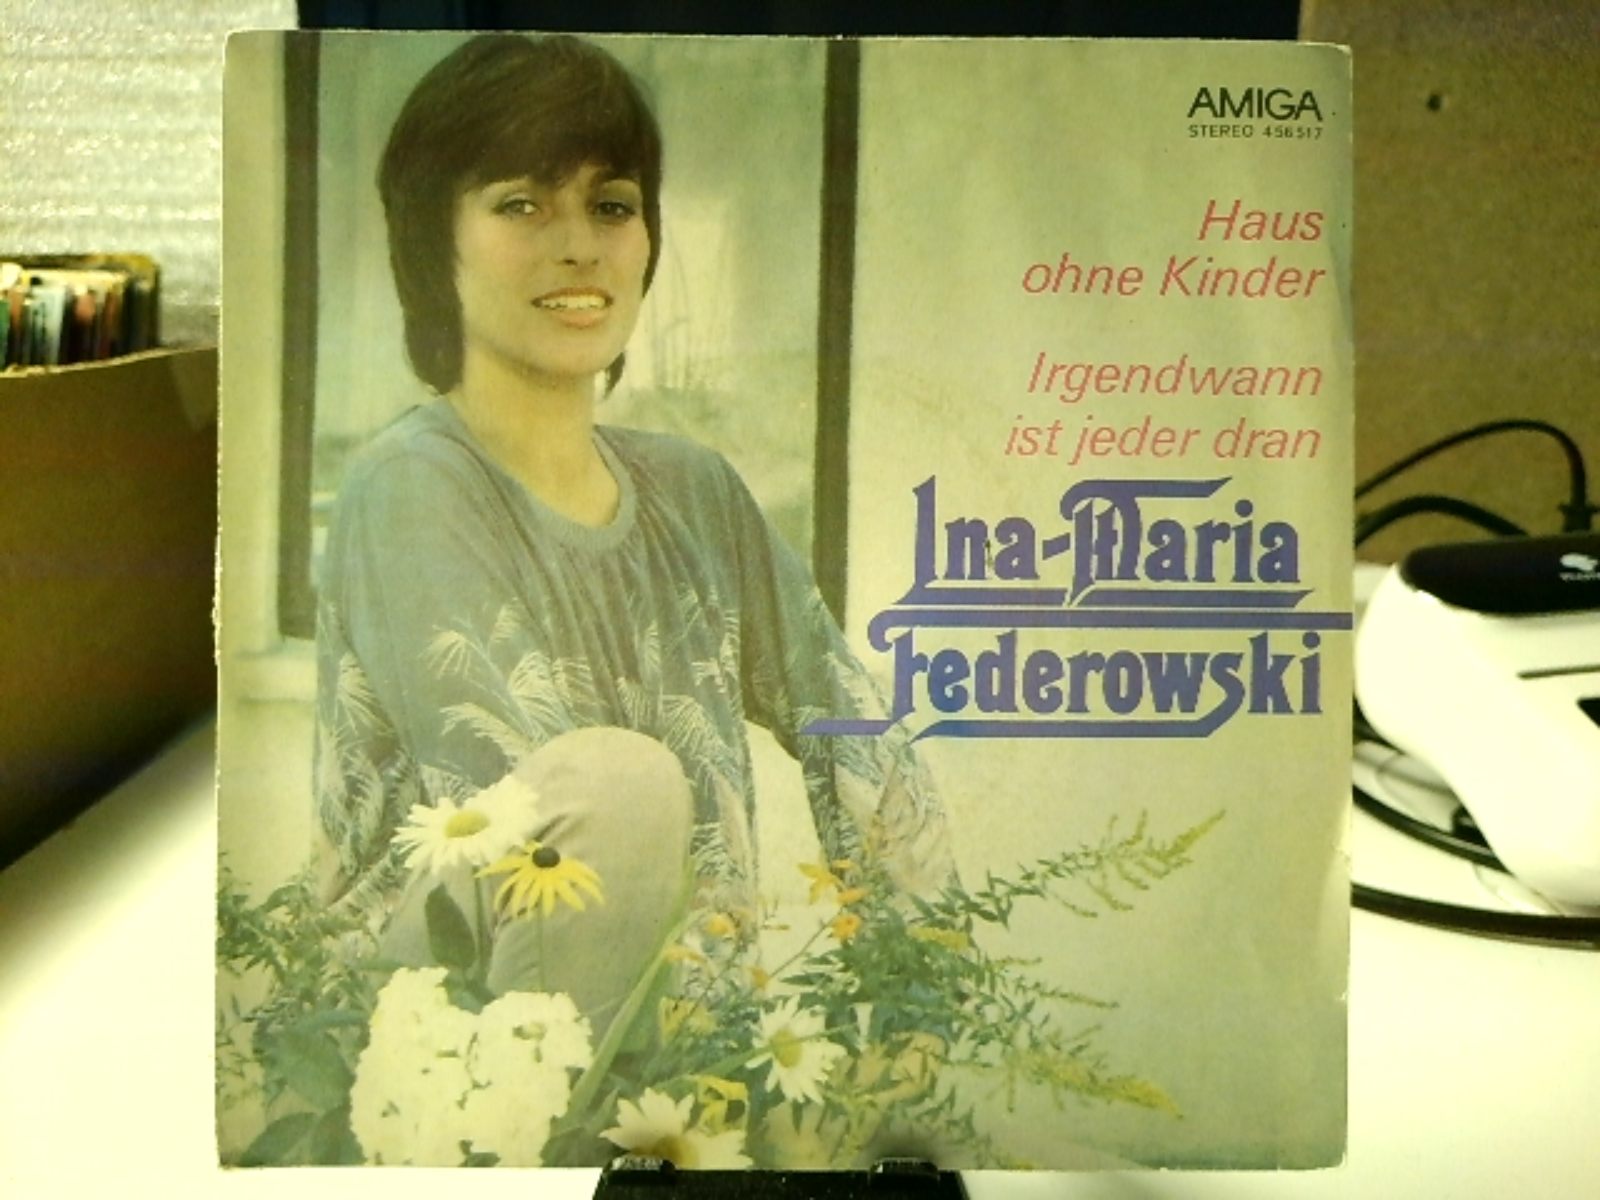 AMIGA
STEREO 456517
Haus
ohne Kinder
Irgendwann
ist jeder dran
Ina-Maria
Federowski